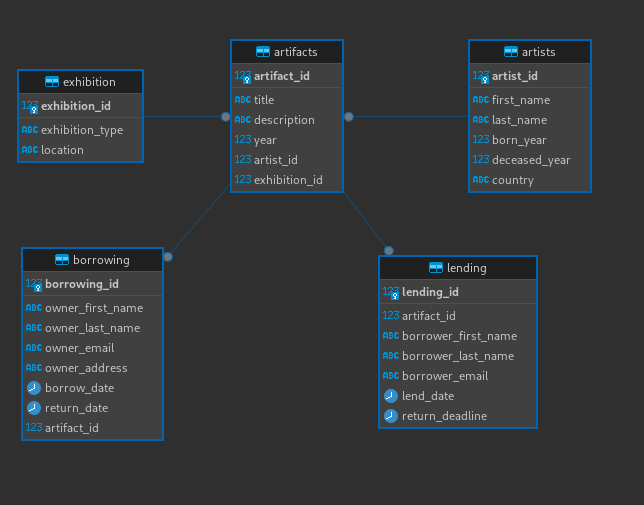 exhibition
123 exhibition_id
ABC exhibition_type
ABC location
artifacts
123 artifact_id
ABC title
ABC description
123 year
123 artist_id
123 exhibition_id
artists
123 artist_id
ABC first_name
ABC last_name
123 born_year
123 deceased_year
ABC country
borrowing
123 borrowing_id
ABC owner_first_name
ABC owner_last_name
ABC owner_email
ABC owner_address
borrow_date
return_date
123 artifact_id
lending
123 lending_id
123 artifact_id
ABC borrower_first_name
ABC borrower_last_name
ABC borrower_email
lend_date
return_deadline